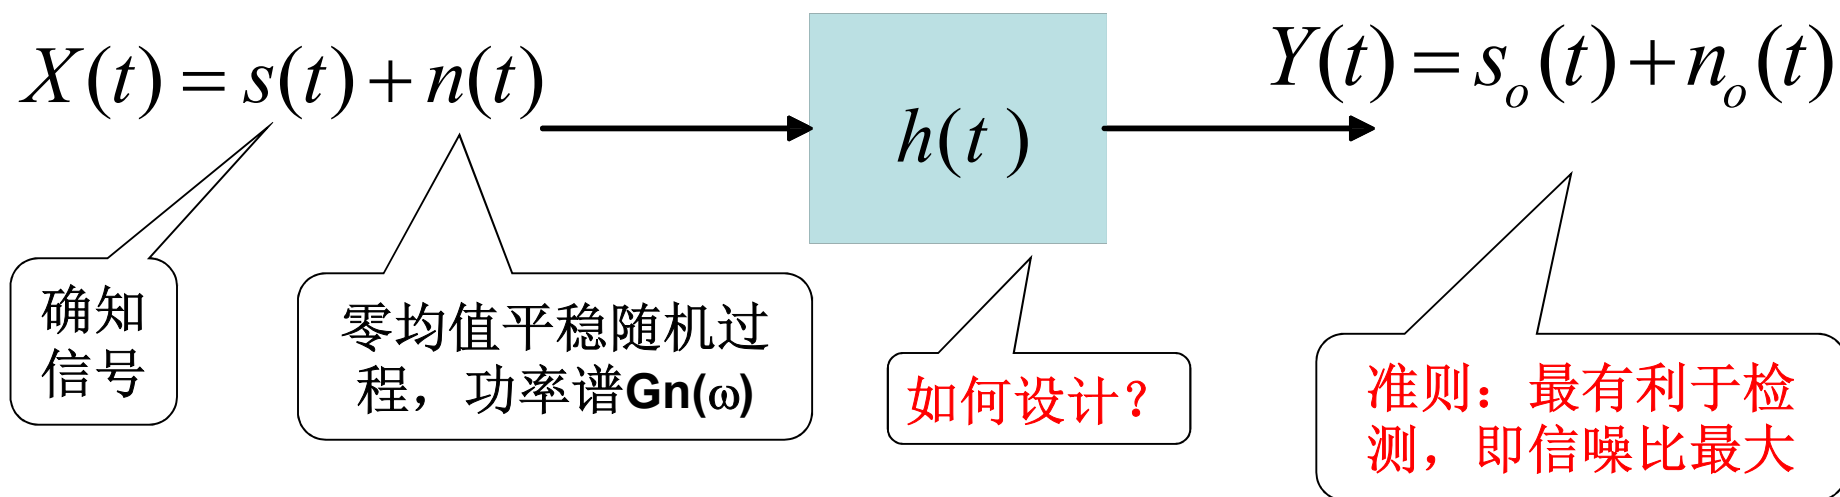 X(t) = s(t) + n(t)
h(t )
Y(t) = s_o(t) + n_o(t)
确知
信号
零均值平稳随机过
程，功率谱Gn(ω)
如何设计？
准则：最有利于检
测，即信噪比最大